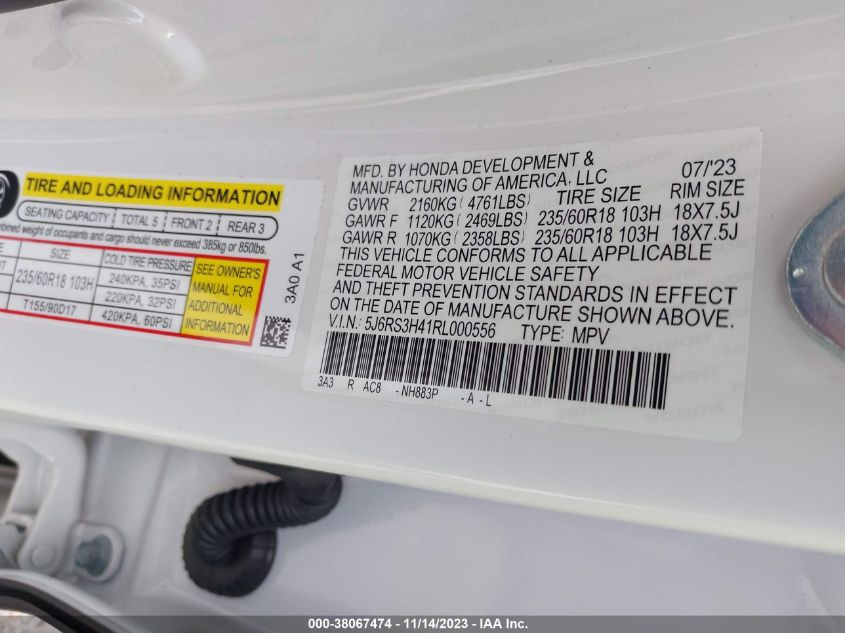 TIRE AND LOADING INFORMATION
SEATING CAPACITY TOTAL 5 FRONT 2 REAR 3
weight of occupants and cargo should never exceed 385kg or 850lbs.
SIZE COLD TIRE PRESSURE
235/60R18 103H 240KPA, 35PSI
220KPA, 32PSI
T155/90D17 420KPA, 60PSI
SEE OWNER'S
MANUAL FOR
ADDITIONAL
INFORMATION
3A0 A1
MFD. BY HONDA DEVELOPMENT & 07/'23
MANUFACTURING OF AMERICA, LLC TIRE SIZE RIM SIZE
GVWR 2160KG( 4761LBS)
GAWR F 1120KG( 2469LBS) 235/60R18 103H 18X7.5J
GAWR R 1070KG( 2358LBS) 235/60R18 103H 18X7.5J
THIS VEHICLE CONFORMS TO ALL APPLICABLE
FEDERAL MOTOR VEHICLE SAFETY
AND THEFT PREVENTION STANDARDS IN EFFECT
ON THE DATE OF MANUFACTURE SHOWN ABOVE.
V.I.N.: 5J6RS3H41RL000556 TYPE: MPV
3A3 R AC8 -NH883P -A-L
000-38067474 - 11/14/2023 - IAA Inc.